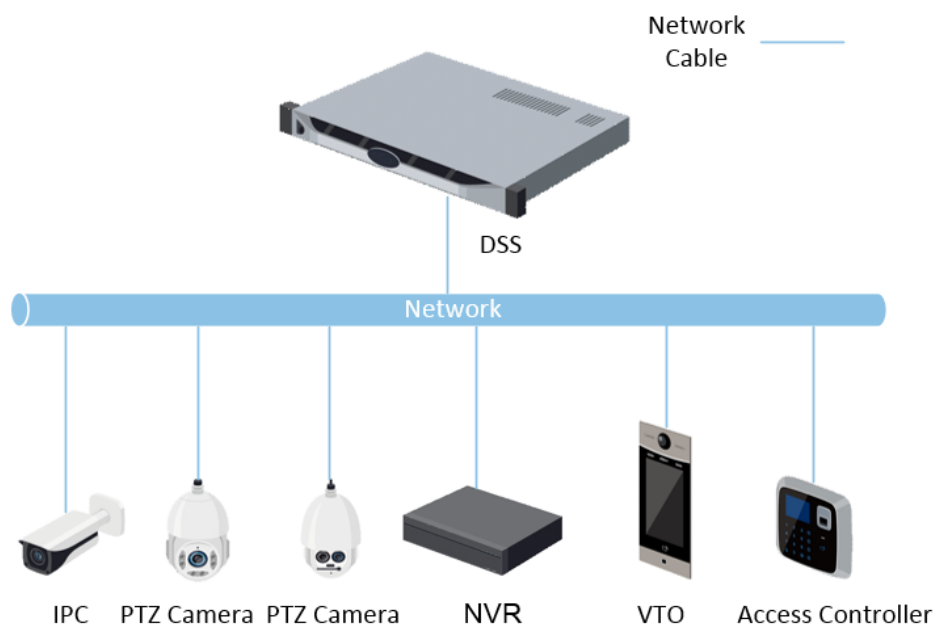 Network
Cable
DSS
Network
IPC
PTZ Camera
PTZ Camera
NVR
VTO
Access Controller